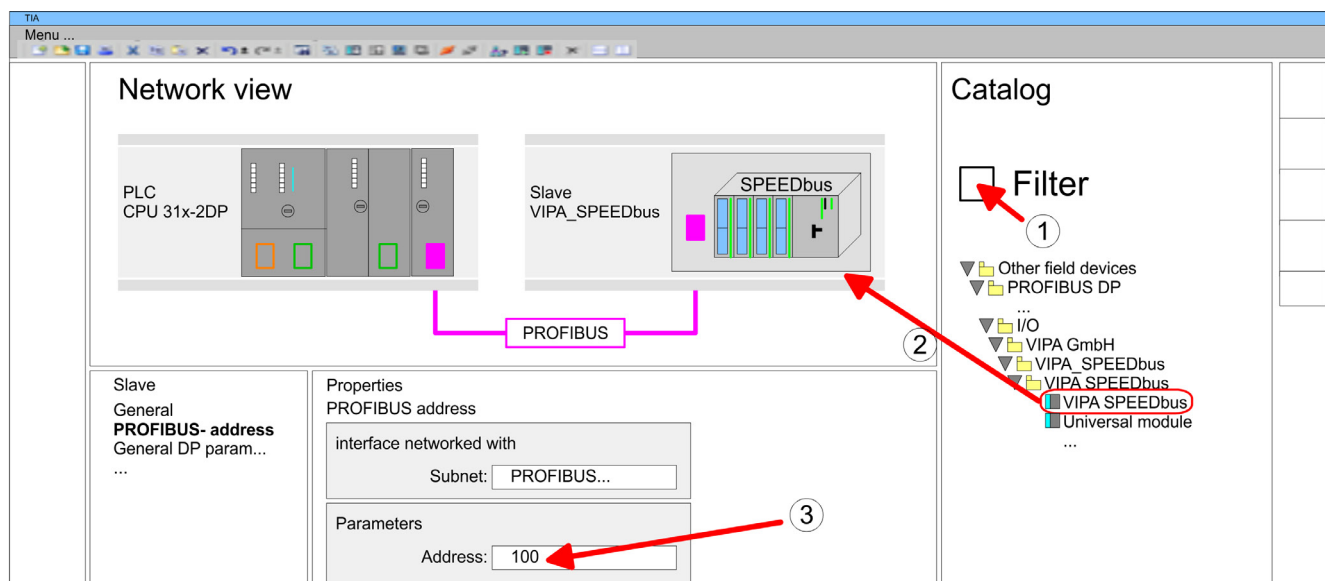 TIA
Menu ...
Network view
PLC
CPU 31x-2DP
Slave
VIPA_SPEEDbus
SPEEDbus
PROFIBUS
2
Catalog
Filter
1
Other field devices
PROFIBUS DP
...
I/O
VIPA GmbH
VIPA_SPEEDbus
VIPA SPEEDbus
VIPA SPEEDbus
Universal module
...
Slave
General
PROFIBUS- address
General DP param...
...
Properties
PROFIBUS address
interface networked with
Subnet: PROFIBUS...
Parameters
Address: 100
3